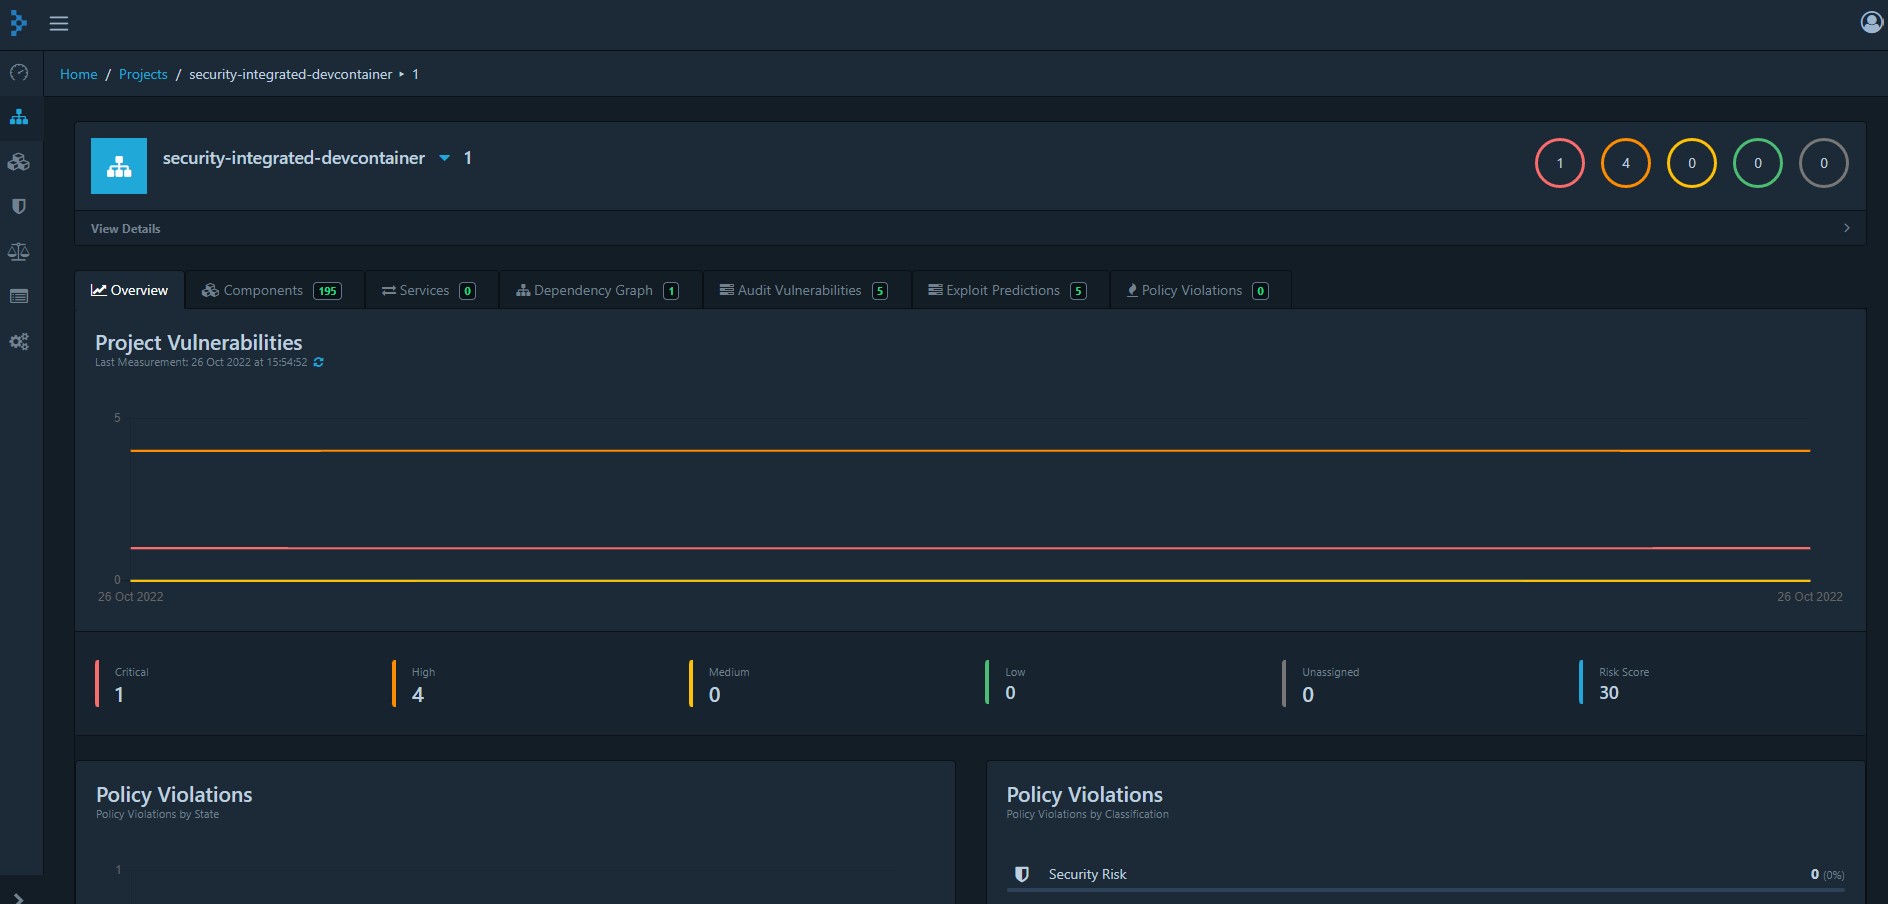 Home / Projects / security-integrated-devcontainer ‣ 1
security-integrated-devcontainer 1
1 4 0 0 0
View Details
Overview Components 195 Services 0 Dependency Graph 1 Audit Vulnerabilities 5 Exploit Predictions 5 Policy Violations 0
Project Vulnerabilities
Last Measurement: 26 Oct 2022 at 15:54:52
5
0
26 Oct 2022 26 Oct 2022
Critical
1
High
4
Medium
0
Low
0
Unassigned
0
Risk Score
30
Policy Violations
Policy Violations by State
1
Policy Violations
Policy Violations by Classification
Security Risk 0 (0%)